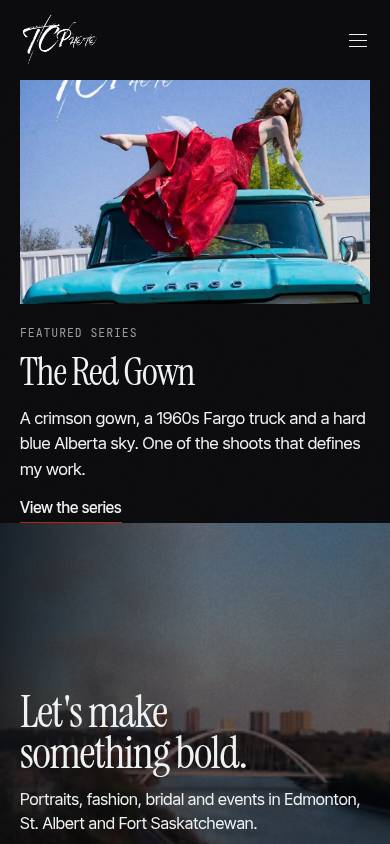 TCP
FARGO
FEATURED SERIES
The Red Gown
A crimson gown, a 1960s Fargo truck and a hard
blue Alberta sky. One of the shoots that defines
my work.
View the series
Let's make
something bold.
Portraits, fashion, bridal and events in Edmonton,
St. Albert and Fort Saskatchewan.